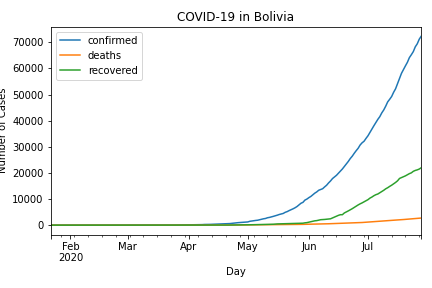 COVID-19 in Bolivia
confirmed
deaths
recovered
70000
60000
50000
40000
30000
20000
10000
0
Number of Cases
Feb Mar Apr May Jun Jul
2020
Day